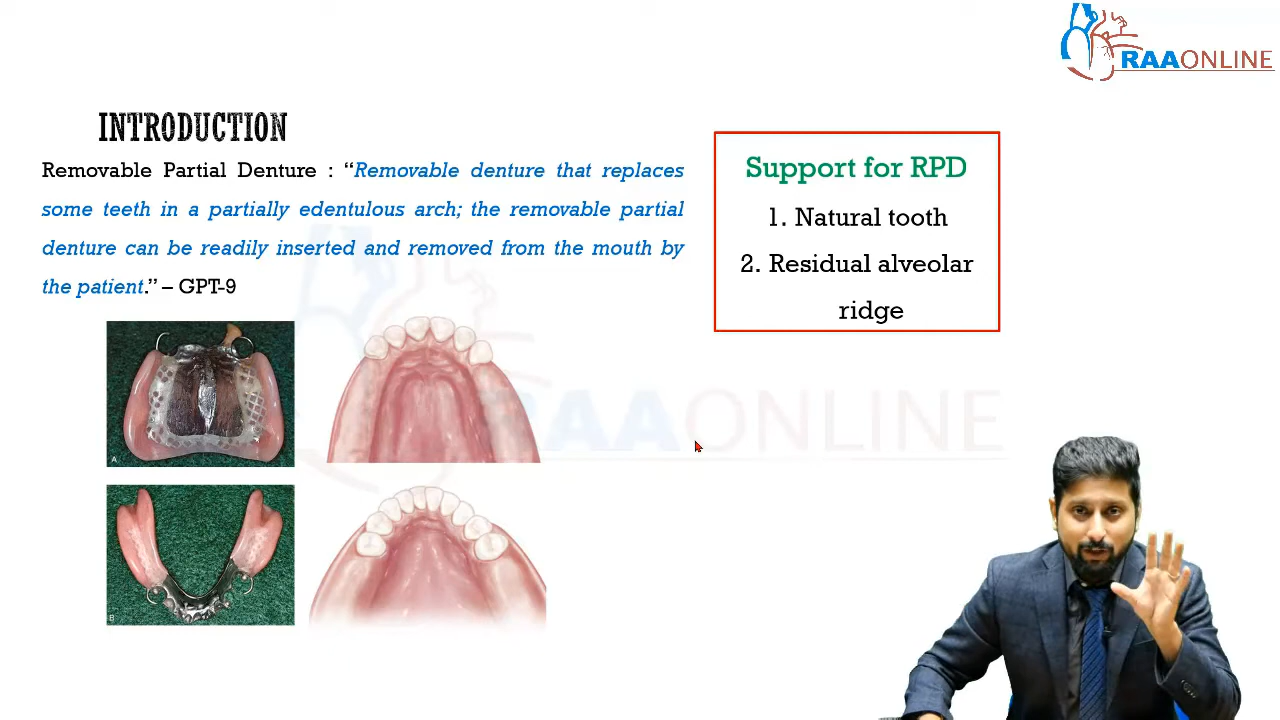 RAAONLINE
INTRODUCTION
Removable Partial Denture : “Removable denture that replaces
some teeth in a partially edentulous arch; the removable partial
denture can be readily inserted and removed from the mouth by
the patient.” – GPT-9
Support for RPD
1. Natural tooth
2. Residual alveolar
ridge
A
RAAONLINE
B